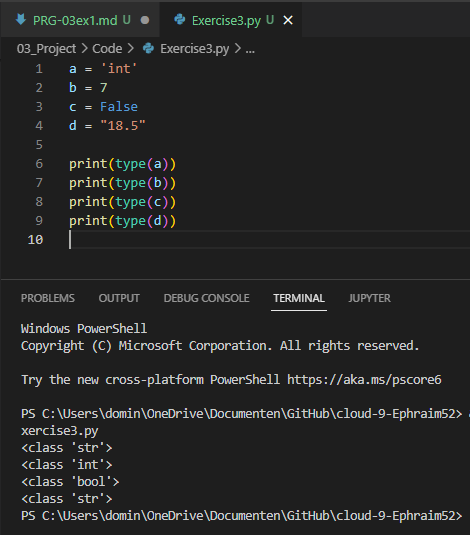 PRG-03ex1.md U
Exercise3.py U
03_Project > Code > Exercise3.py > ...
1 a = 'int'
2 b = 7
3 c = False
4 d = "18.5"
5
6 print(type(a))
7 print(type(b))
8 print(type(c))
9 print(type(d))
10
PROBLEMS OUTPUT DEBUG CONSOLE TERMINAL JUPYTER
Windows PowerShell
Copyright (C) Microsoft Corporation. All rights reserved.
Try the new cross-platform PowerShell https://aka.ms/pscore6
PS C:\Users\domin\OneDrive\Documenten\GitHub\cloud-9-Ephraim52>
xercise3.py
<class 'str'>
<class 'int'>
<class 'bool'>
<class 'str'>
PS C:\Users\domin\OneDrive\Documenten\GitHub\cloud-9-Ephraim52>